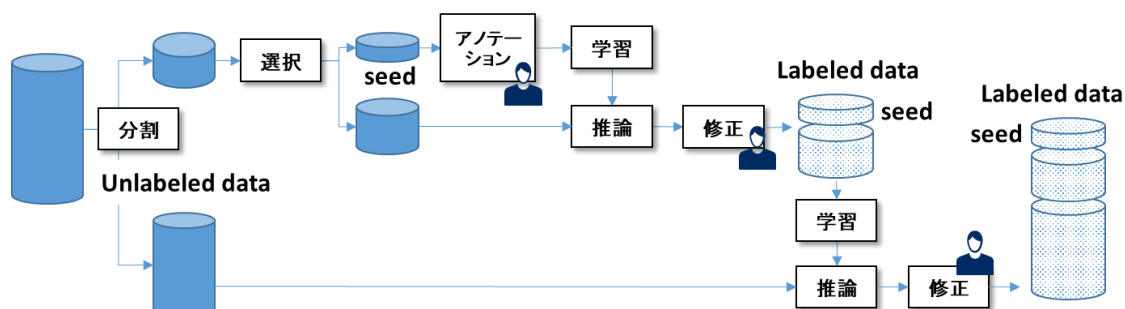 分割
Unlabeled data
選択
seed
アノテー
ション
学習
推論
修正
Labeled data
seed
学習
推論
修正
Labeled data
seed